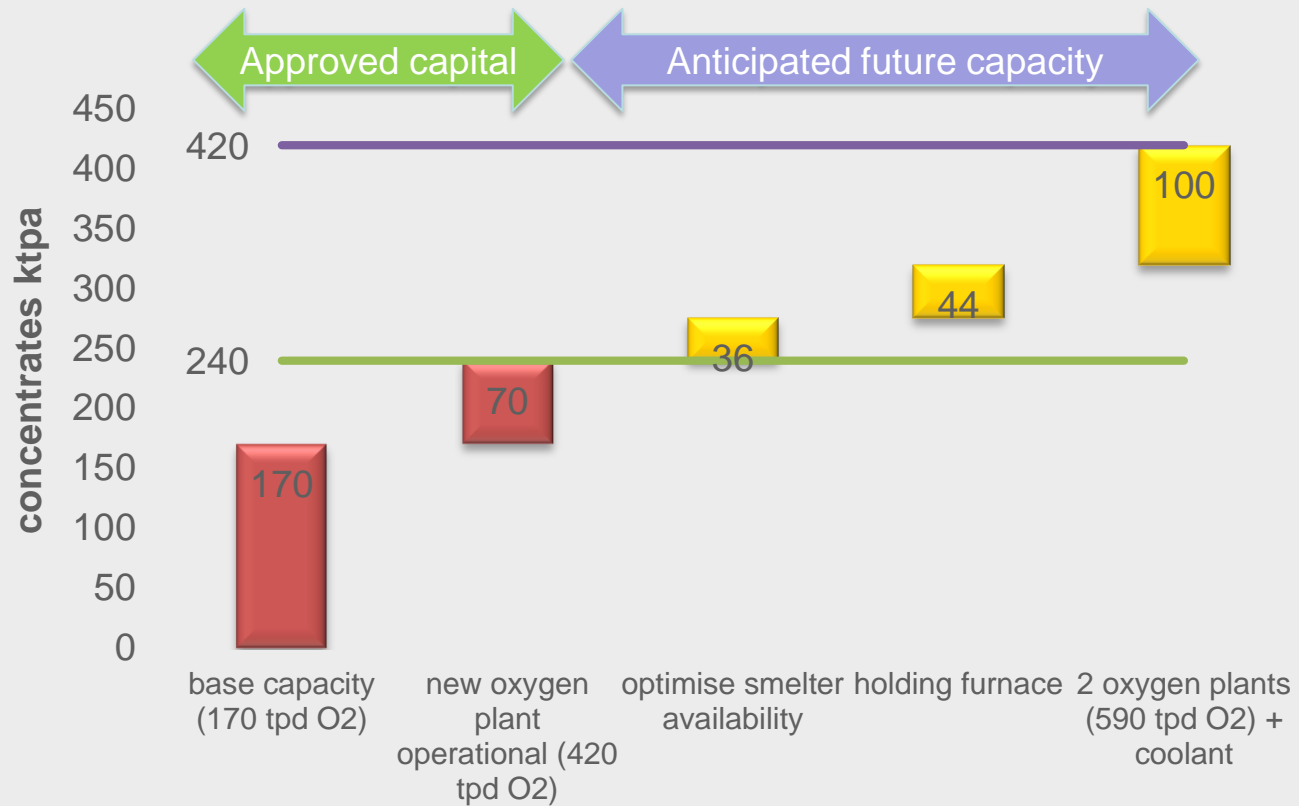 Approved capital
Anticipated future capacity
concentrates ktpa
450
420
400
350
300
250
240
200
150
100
50
0
170
70
36
44
100
base capacity
(170 tpd O2)
new oxygen
plant
operational (420
tpd O2)
optimise smelter
availability
holding furnace
2 oxygen plants
(590 tpd O2) +
coolant